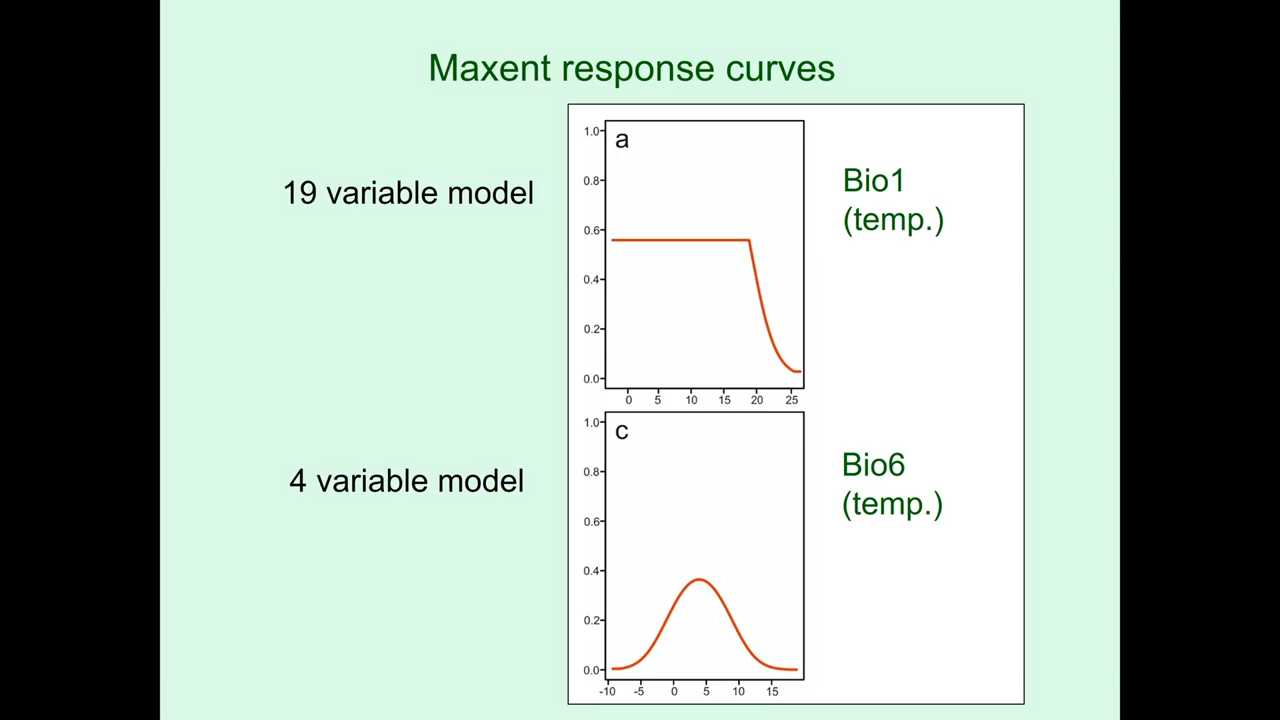 Maxent response curves
19 variable model
a
1.0
0.8
0.6
0.4
0.2
0.0
0 5 10 15 20 25
Bio1
(temp.)
4 variable model
c
1.0
0.8
0.6
0.4
0.2
0.0
-10 -5 0 5 10 15
Bio6
(temp.)